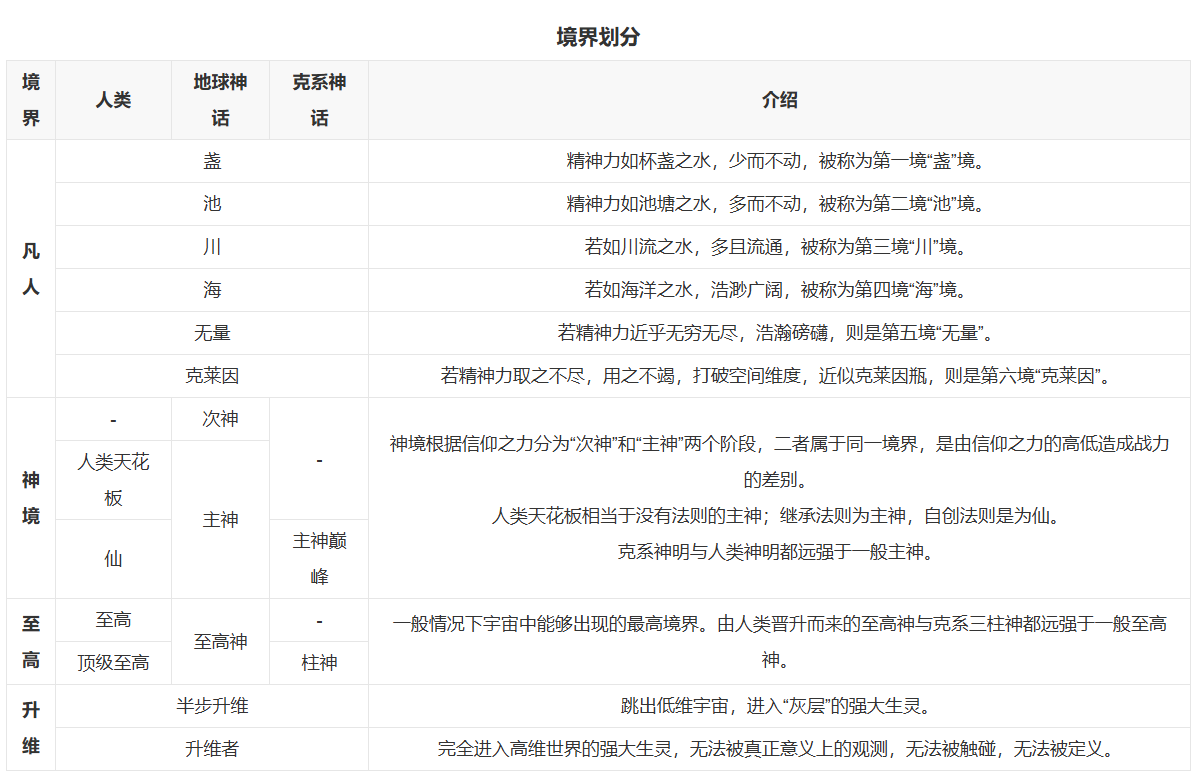 境界划分
境
界
人类
地球神
话
克系神
话
介绍
凡
人
盏
精神力如杯盏之水，少而不动，被称为第一境“盏”境。
池
精神力如池塘之水，多而不动，被称为第二境“池”境。
川
若如川流之水，多且流通，被称为第三境“川”境。
海
若如海洋之水，浩渺广阔，被称为第四境“海”境。
无量
若精神力近乎无穷无尽，浩瀚磅礴，则是第五境“无量”。
克莱因
若精神力取之不尽，用之不竭，打破空间维度，近似克莱因瓶，则是第六境“克莱因”。
神
境
-
次神
-
人类天花
板
主神
仙
主神巅
峰
神境根据信仰之力分为“次神”和“主神”两个阶段，二者属于同一境界，是由信仰之力的高低造成战力
的差别。
人类天花板相当于没有法则的主神；继承法则为主神，自创法则是为仙。
克系神明与人类神明都远强于一般主神。
至
高
至高
至高神
-
顶级至高
柱神
一般情况下宇宙中能够出现的最高境界。由人类晋升而来的至高神与克系三柱神都远强于一般至高
神。
升
维
半步升维
跳出低维宇宙，进入“灰层”的强大生灵。
升维者
完全进入高维世界的强大生灵，无法被真正意义上的观测，无法被触碰，无法被定义。